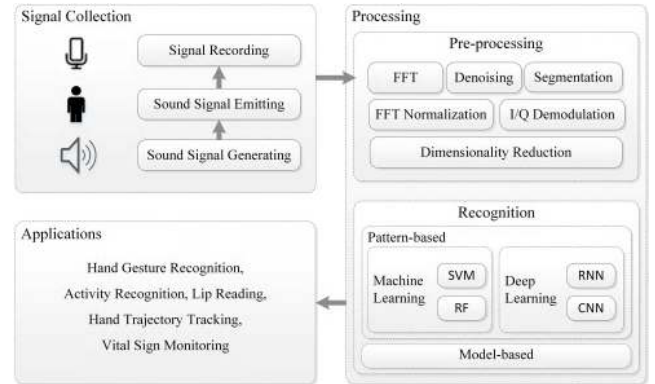 Signal Collection
Signal Recording
Sound Signal Emitting
Sound Signal Generating
Processing
Pre-processing
FFT
Denoising
Segmentation
FFT Normalization
I/Q Demodulation
Dimensionality Reduction
Recognition
Pattern-based
Machine
Learning
SVM
RF
Deep
Learning
RNN
CNN
Model-based
Applications
Hand Gesture Recognition,
Activity Recognition, Lip Reading,
Hand Trajectory Tracking,
Vital Sign Monitoring